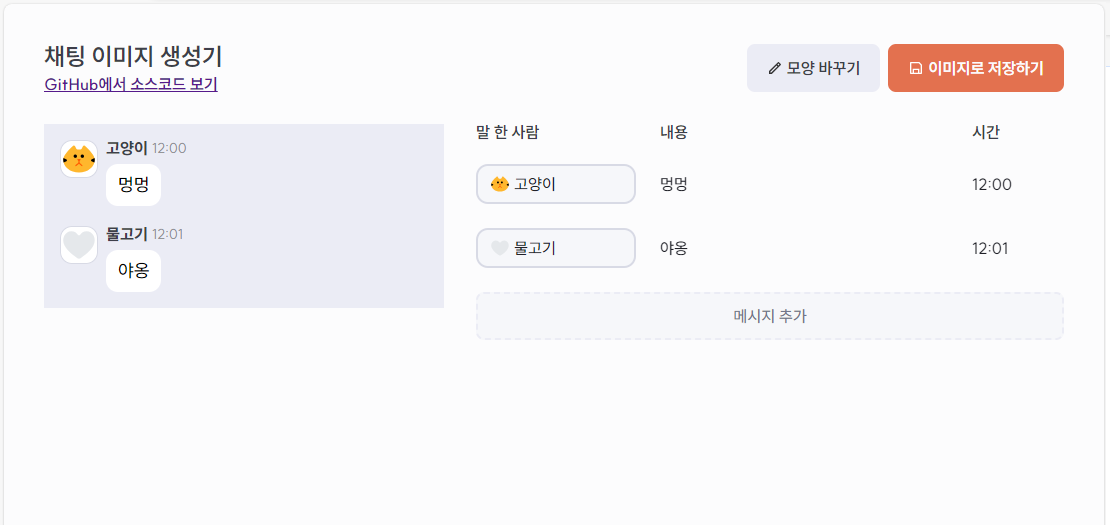 채팅 이미지 생성기
GitHub에서 소스코드 보기
모양 바꾸기
이미지로 저장하기
고양이 12:00
멍멍
물고기 12:01
야옹
말 한 사람 내용 시간
고양이 멍멍 12:00
물고기 야옹 12:01
메시지 추가